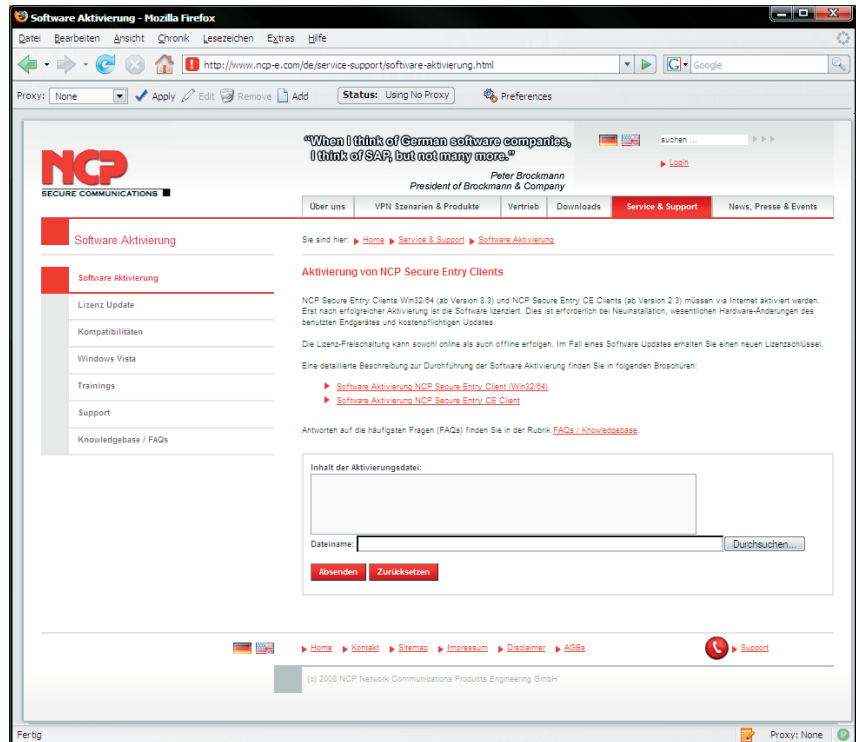 Software Aktivierung - Mozilla Firefox
Datei Bearbeiten Ansicht Chronik Lesezeichen Extras Hilfe
http://www.ncp-e.com/de/service-support/software-aktivierung.html
G Google
Proxy: None Apply Edit Remove Add Status: Using No Proxy Preferences
"When I think of German software companies,
I think of SAP, but not many more."
Peter Brockmann
President of Brockmann & Company
suchen ...
Login
NCP
SECURE COMMUNICATIONS
Über uns VPN Szenarien & Produkte Vertrieb Downloads Service & Support News, Presse & Events
Software Aktivierung
Sie sind hier: Home Service & Support Software Aktivierung
Software Aktivierung
Lizenz Update
Kompatibilitäten
Windows Vista
Trainings
Support
Knowledgebase / FAQs
Aktivierung von NCP Secure Entry Clients
NCP Secure Entry Clients Win32/64 (ab Version 8.3) und NCP Secure Entry CE Clients (ab Version 2.3) müssen via Internet aktiviert werden.
Erst nach erfolgreicher Aktivierung ist die Software lizenziert. Dies ist erforderlich bei Neuinstallation, wesentlichen Hardware-Änderungen des
benutzten Endgerätes und kostenpflichtigen Updates.
Die Lizenz-Freischaltung kann sowohl online als auch offline erfolgen. Im Fall eines Software Updates erhalten Sie einen neuen Lizenzschlüssel.
Eine detaillierte Beschreibung zur Durchführung der Software Aktivierung finden Sie in folgenden Broschüren:
Software Aktivierung NCP Secure Entry Client (Win32/64)
Software Aktivierung NCP Secure Entry CE Client
Antworten auf die häufigsten Fragen (FAQs) finden Sie in der Rubrik FAQs / Knowledgebase.
Inhalt der Aktivierungsdatei:
Dateiname: Durchsuchen...
Absenden Zurücksetzen
Home Kontakt Sitemap Impressum Disclaimer AGBs Support
(c) 2008 NCP Network Communications Products Engineering GmbH
Fertig Proxy: None